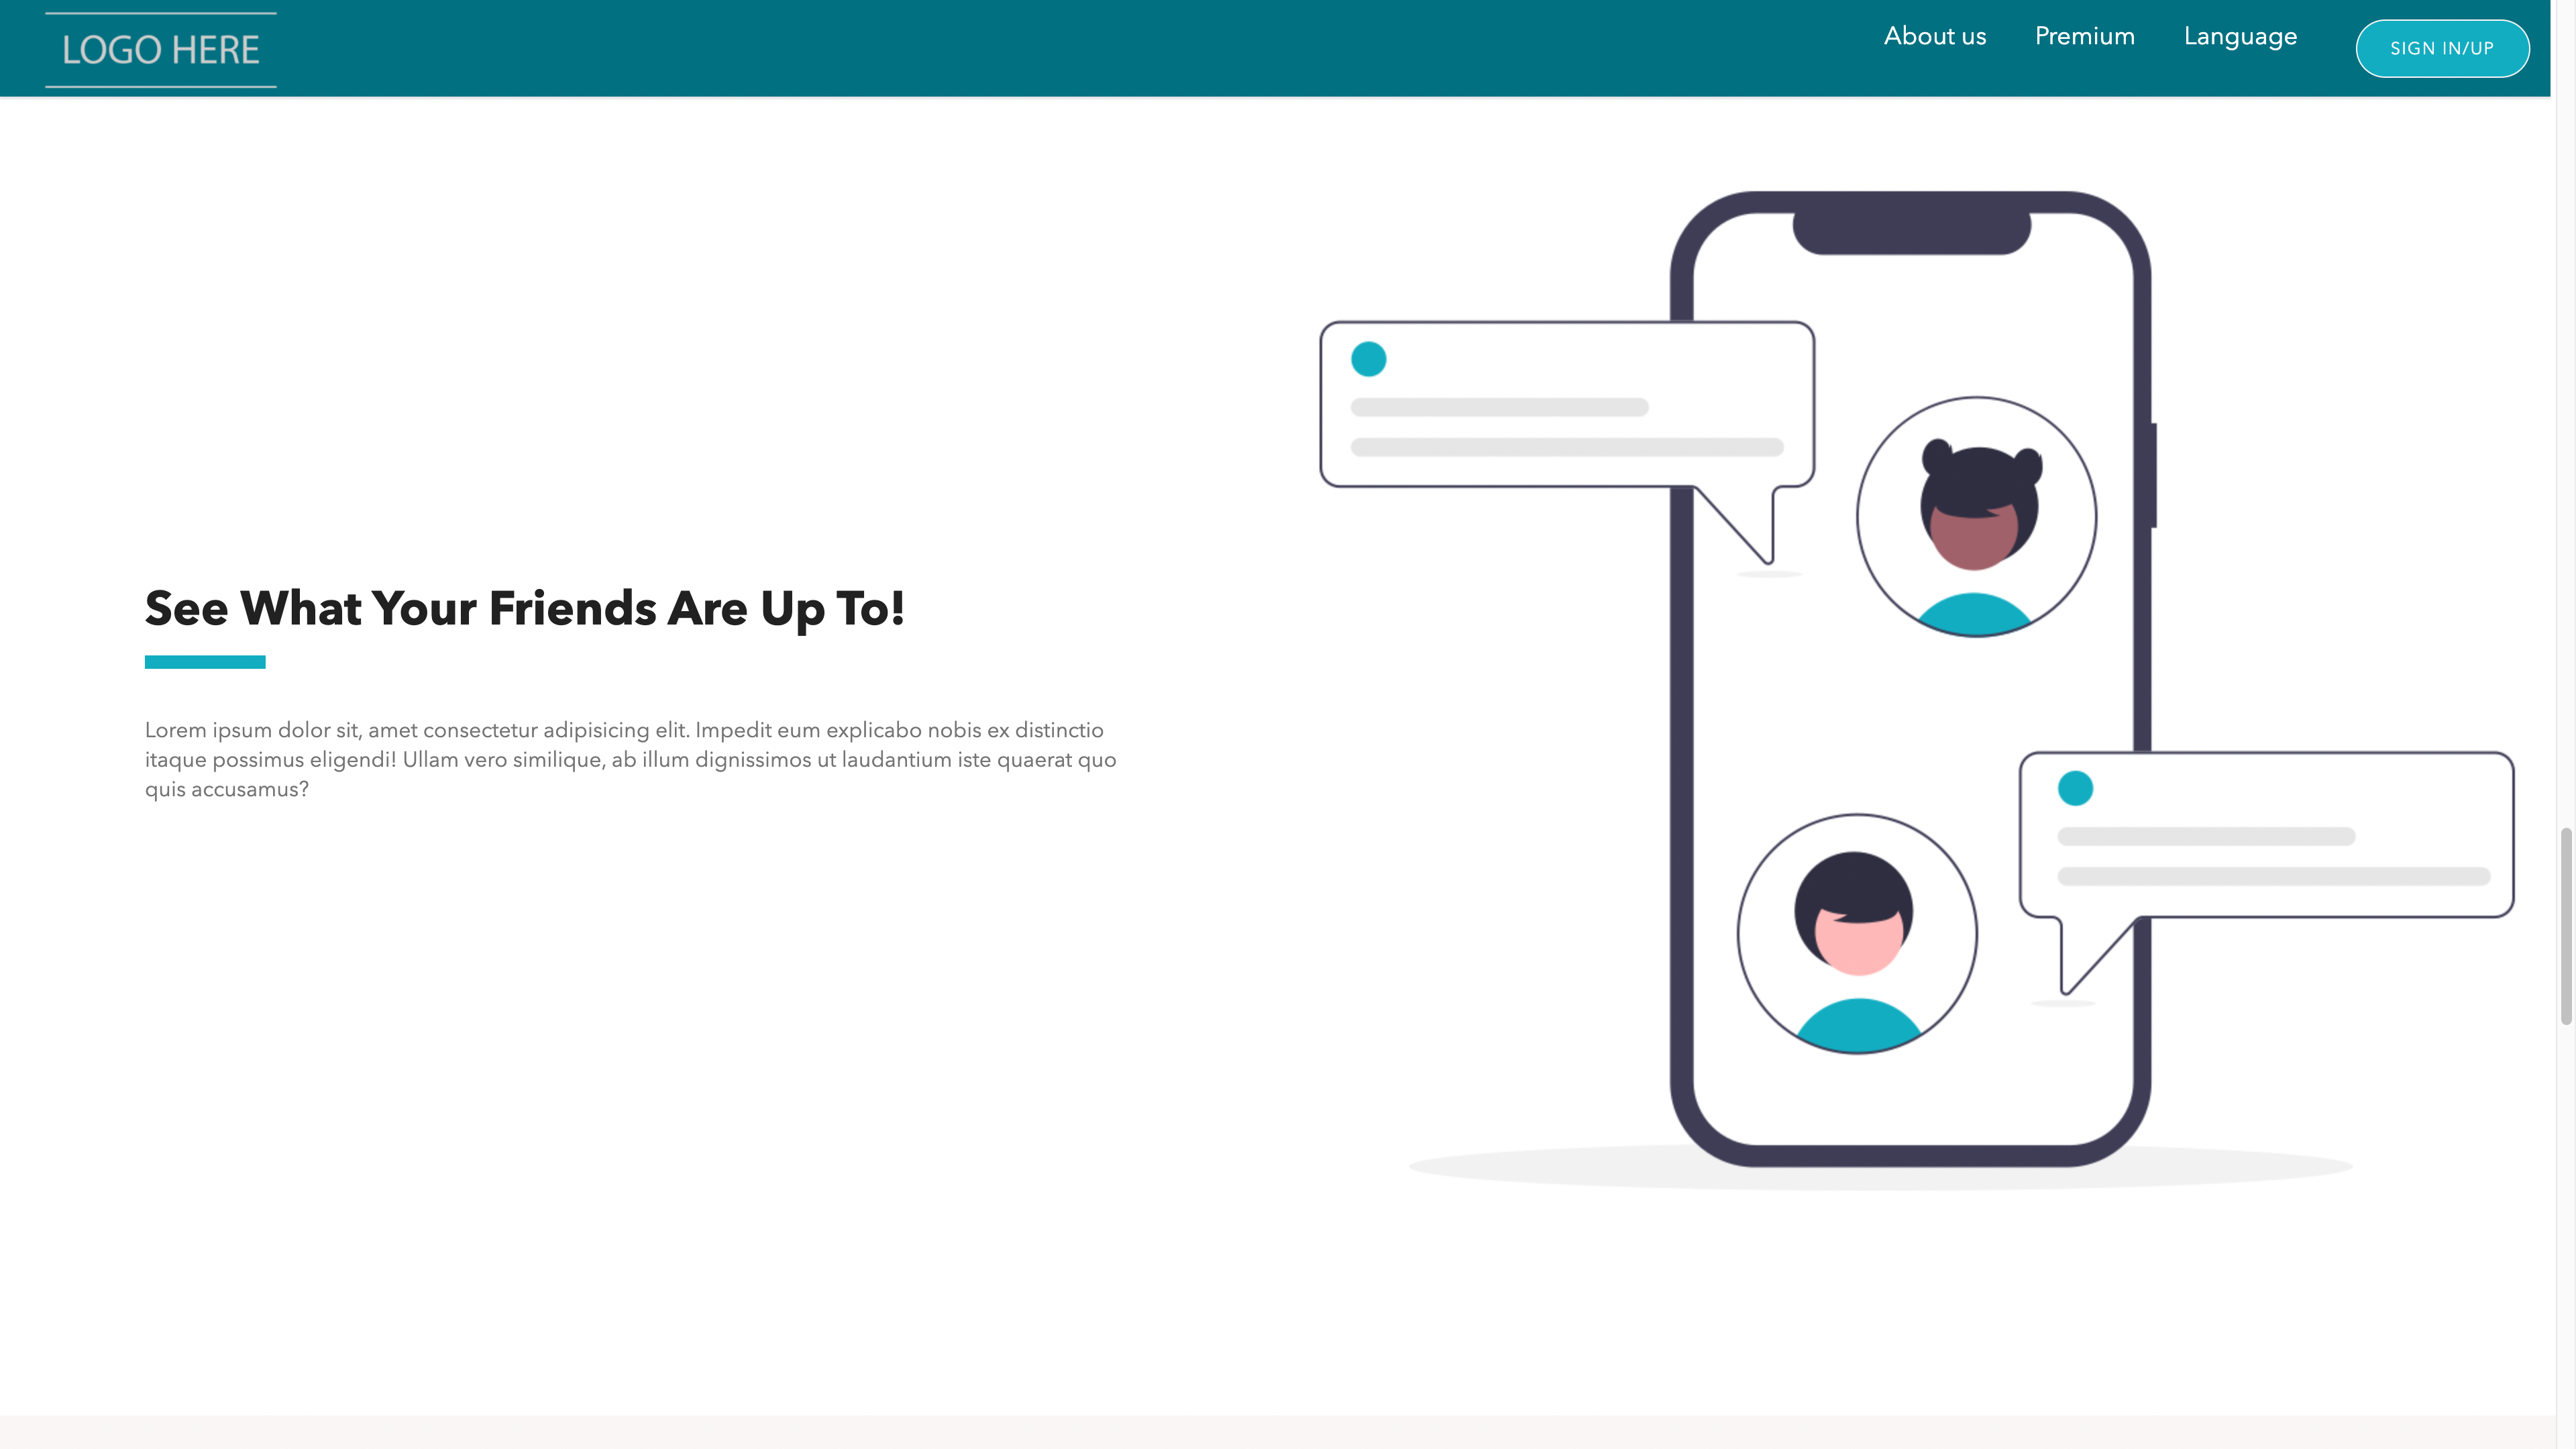 LOGO HERE
About us
Premium
Language
SIGN IN/UP
See What Your Friends Are Up To!
Lorem ipsum dolor sit, amet consectetur adipisicing elit. Impedit eum explicabo nobis ex distinctio
itaque possimus eligendi! Ullam vero similique, ab illum dignissimos ut laudantium iste quaerat quo
quis accusamus?